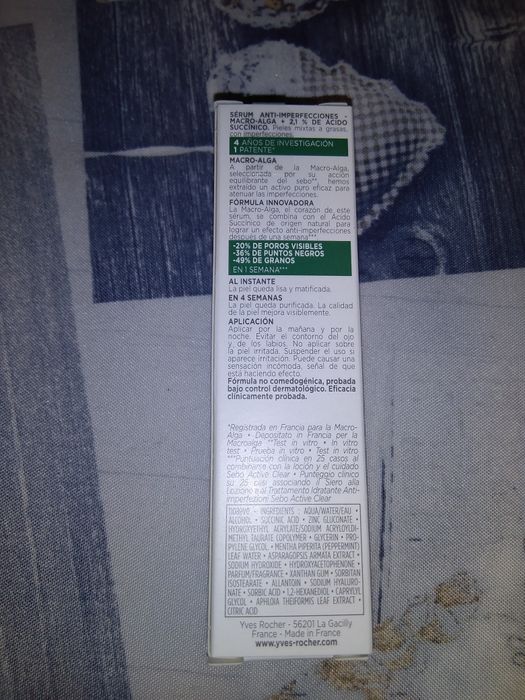 SÉRUM ANTI-IMPERFECCIONES -
MACRO-ALGA + 2,1 % DE ÁCIDO
SUCCÍNICO. Pieles mixtas a grasas,
con imperfecciones.
4 AÑOS DE INVESTIGACIÓN
1 PATENTE*
MACRO-ALGA
A partir de la Macro-Alga,
seleccionada por su acción
equilibrante del sebo**, hemos
extraído un activo puro eficaz para
atenuar las imperfecciones.
FÓRMULA INNOVADORA
La Macro-Alga, el corazón de este
sérum, se combina con el Ácido
Succínico de origen natural para
lograr un efecto anti-imperfecciones
después de una semana***
-20% DE POROS VISIBLES
-36% DE PUNTOS NEGROS
-49% DE GRANOS
EN 1 SEMANA***
AL INSTANTE
La piel queda lisa y matificada.
EN 4 SEMANAS
La piel queda purificada. La calidad
de la piel mejora visiblemente.
APLICACIÓN
Aplicar por la mañana y por la
noche. Evitar el contorno del ojo
y de los labios. No aplicar sobre
la piel irritada. Suspender el uso si
aparece irritación. Puede causar una
sensación incómoda, señal de que
está haciendo efecto.
Fórmula no comedogénica, probada
bajo control dermatológico. Eficacia
clínicamente probada.
*Registrada en Francia para la Macro-
Alga • Depositato in Francia per la
Macroalga **Test in vitro • In vitro
test • Prueba in vitro • Test in vitro
***Puntuación clínica en 25 casos al
combinarse con la loción y el cuidado
Sebo Active Clear • Punteggio clinico
su 25 casi associando il Siero alla
Lozione e al Trattamento Idratante Anti-
imperfezioni Sebo Active Clear
INGREDIENTS : AQUA/WATER/EAU •
ALCOHOL • SUCCINIC ACID • ZINC GLUCONATE •
HYDROXYETHYL ACRYLATE/SODIUM ACRYLOYLDI-
METHYL TAURATE COPOLYMER • GLYCERIN • PRO-
PYLENE GLYCOL • MENTHA PIPERITA (PEPPERMINT)
LEAF WATER • ASPARAGOPSIS ARMATA EXTRACT •
SODIUM HYDROXIDE • HYDROXYACETOPHENONE •
PARFUM/FRAGRANCE • XANTHAN GUM • SORBITAN
ISOSTEARATE • ALLANTOIN • SODIUM HYALURO-
NATE • SORBIC ACID • 1,2-HEXANEDIOL • CAPRYLYL
GLYCOL • APHLOIA THEIFORMIS LEAF EXTRACT •
CITRIC ACID
Yves Rocher - 56201 La Gacilly
France - Made in France
www.yves-rocher.com